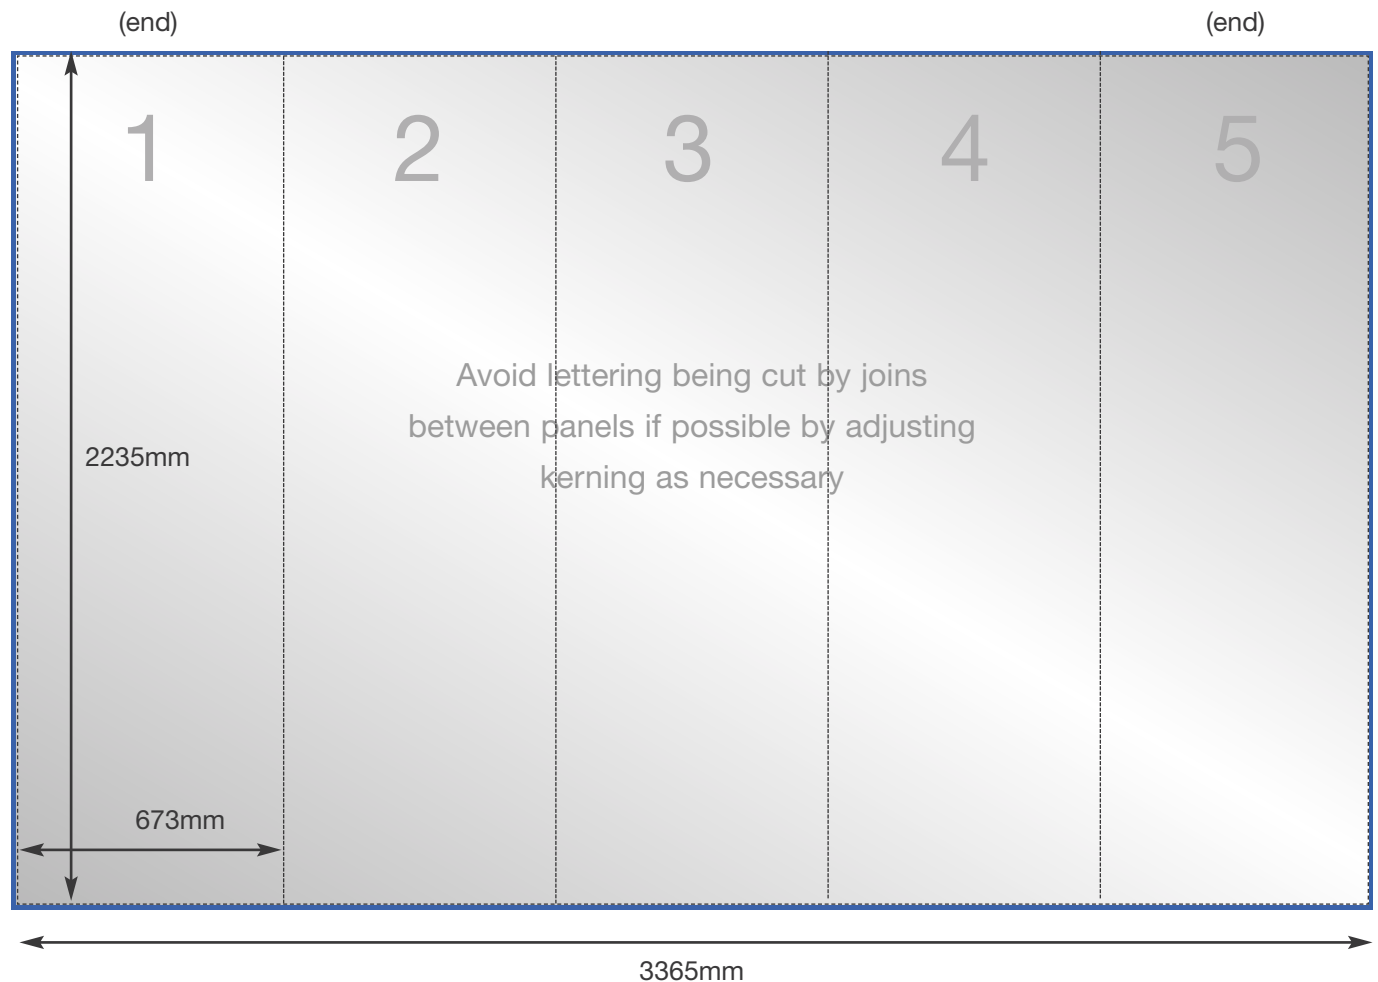 (end) (end)
1 2 3 4 5
Avoid lettering being cut by joins
between panels if possible by adjusting
kerning as necessary
2235mm
673mm
3365mm